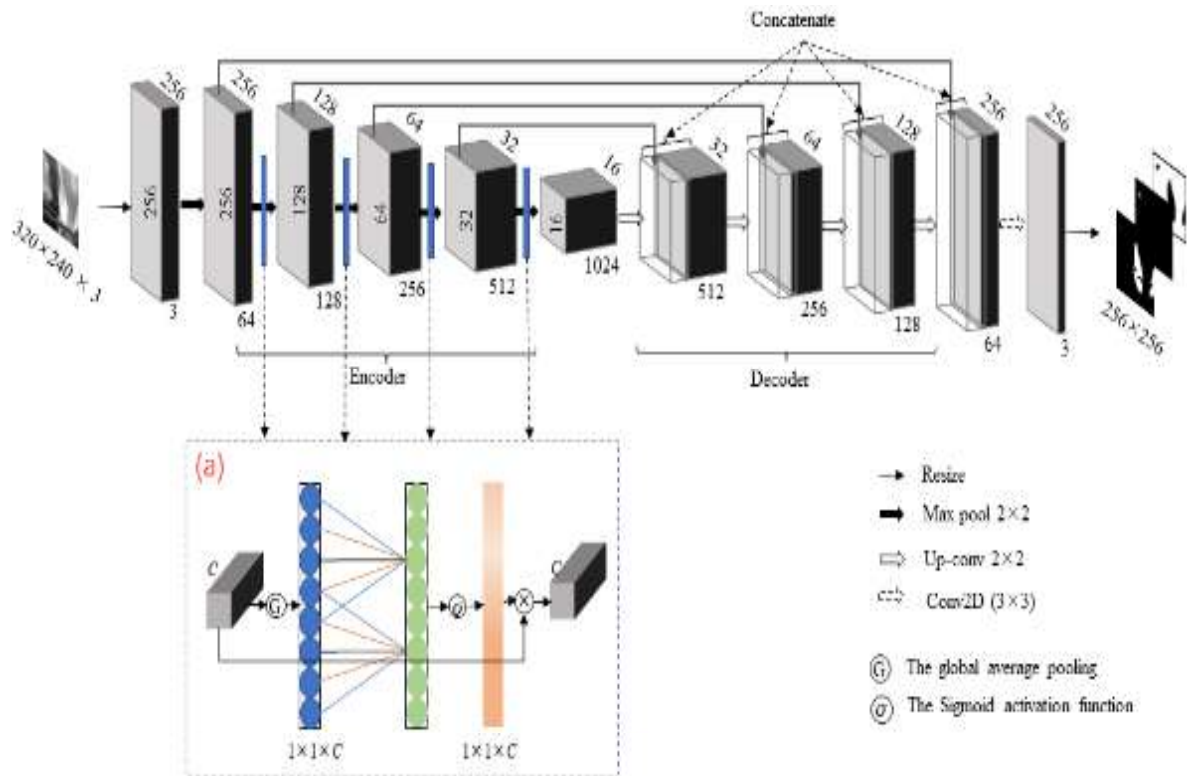 Concatenate
256
256
128
64
32
16
32
64
128
256
256
256
256
128
64
32
16
320×240×3
3
64
128
256
512
1024
512
256
128
64
3
256×256
Encoder
Decoder
(a)
C
G
σ
×
C
1×1×C
1×1×C
Resize
Max pool 2×2
Up-conv 2×2
Conv2D (3×3)
G The global average pooling
σ The Sigmoid activation function